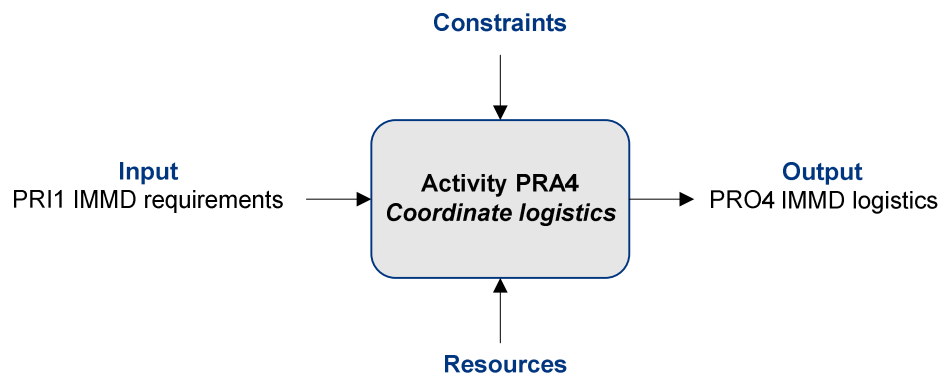 Constraints
Input
PRI1 IMMD requirements
Activity PRA4
Coordinate logistics
Output
PRO4 IMMD logistics
Resources